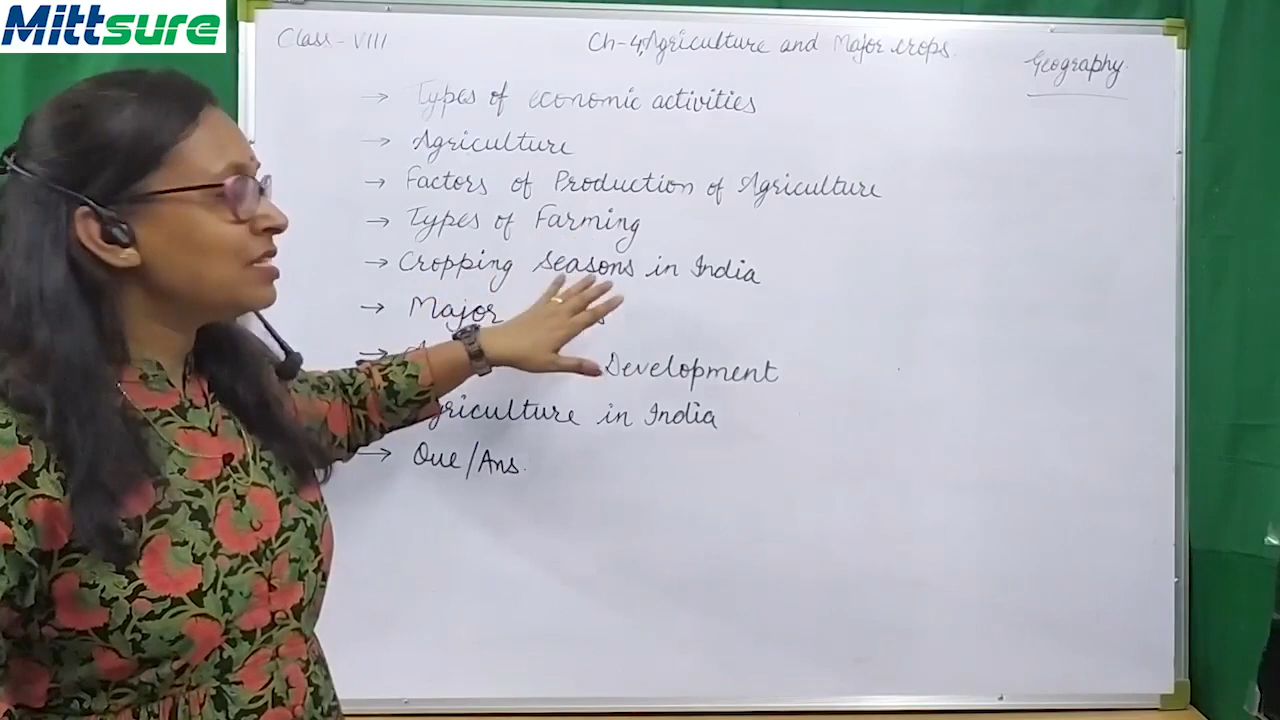 Mittsure
Class-VIII
Ch-4, Agriculture and Major crops.
Geography.
→ Types of economic activities
→ Agriculture
→ Factors of Production of Agriculture
→ Types of Farming
→ Cropping seasons in India
→ Major
→ Development
Agriculture in India
→ Que/Ans.